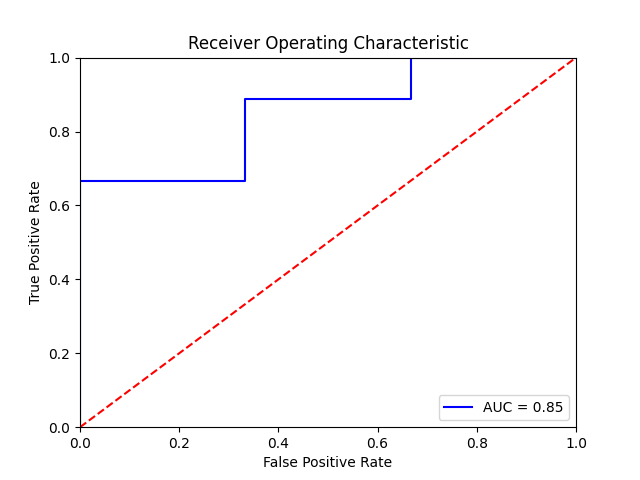 Receiver Operating Characteristic
True Positive Rate
1.0
0.8
0.6
0.4
0.2
0.0
AUC = 0.85
0.0 0.2 0.4 0.6 0.8 1.0
False Positive Rate